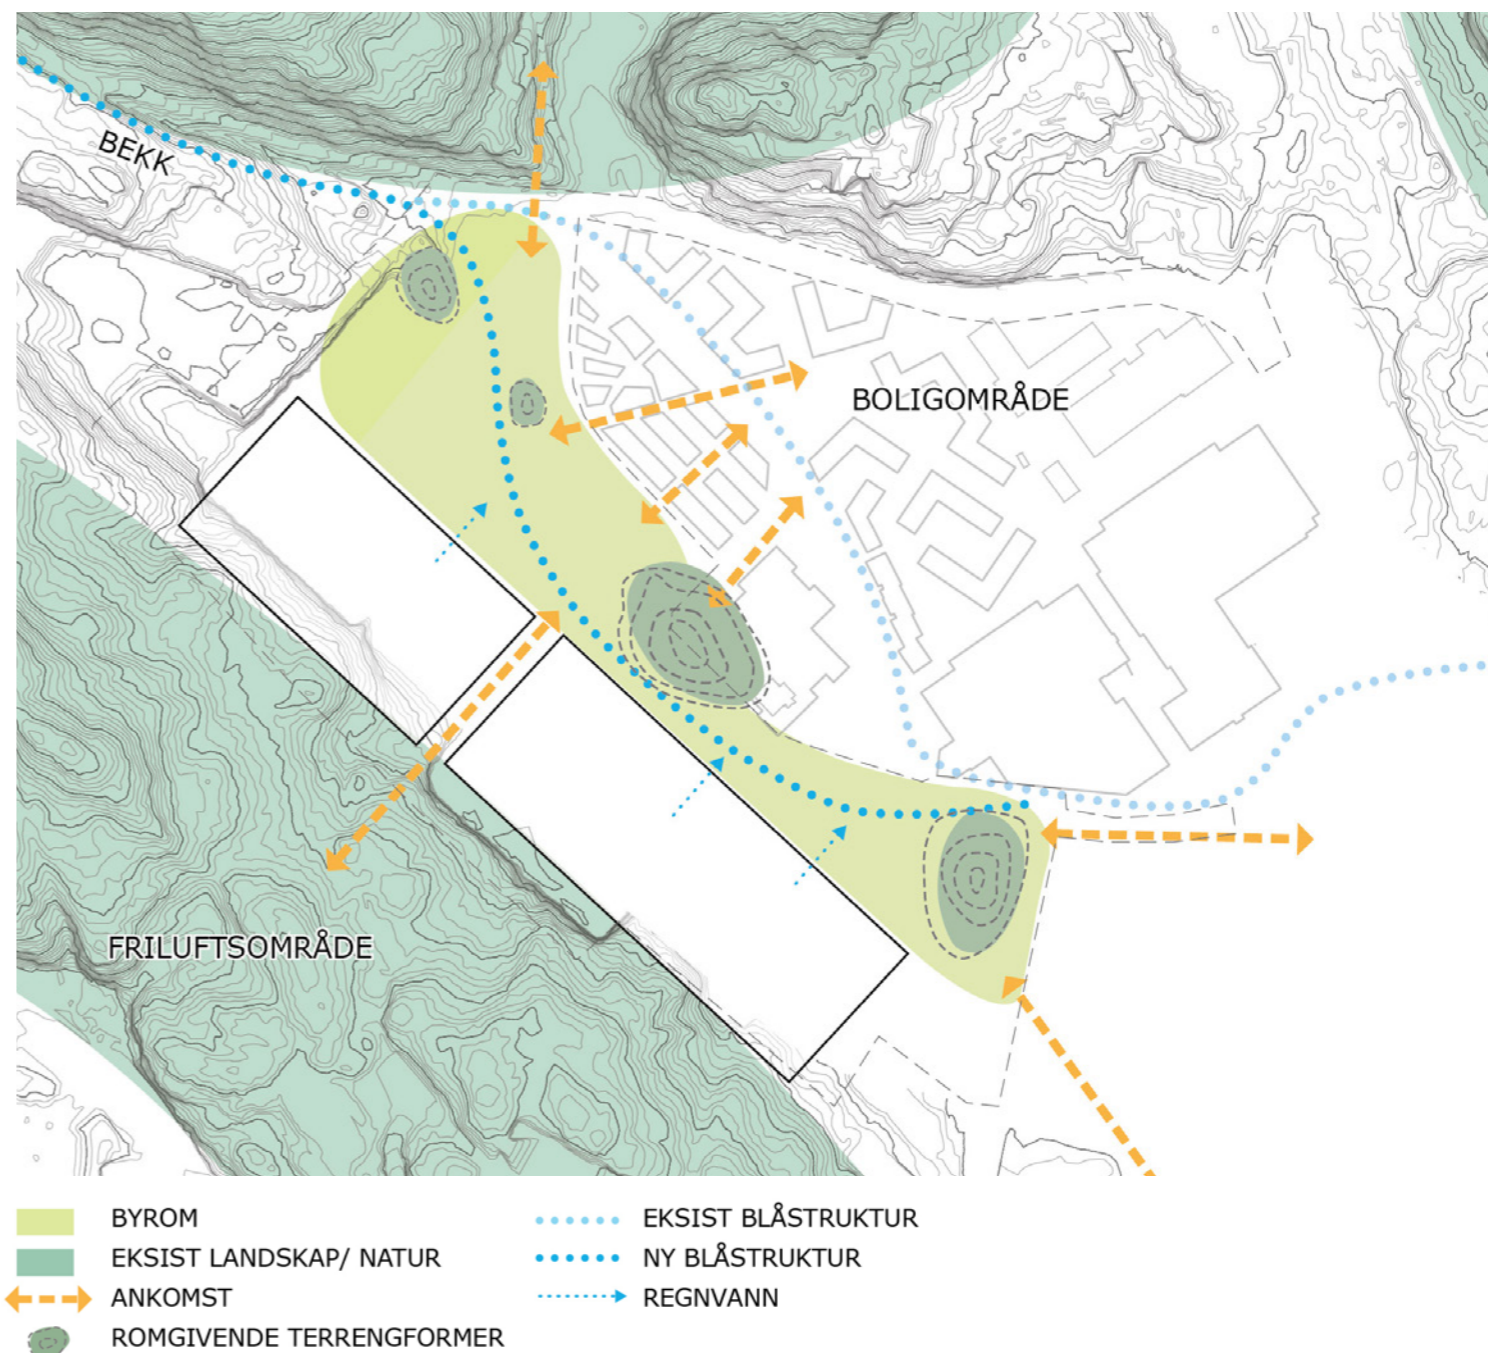 BEKK
BOLIGOMRÅDE
FRILUFTSOMRÅDE
BYROM
EKSIST LANDSKAP/ NATUR
ANKOMST
ROMGIVENDE TERRENGFORMER
EKSIST BLÅSTRUKTUR
NY BLÅSTRUKTUR
REGNVANN